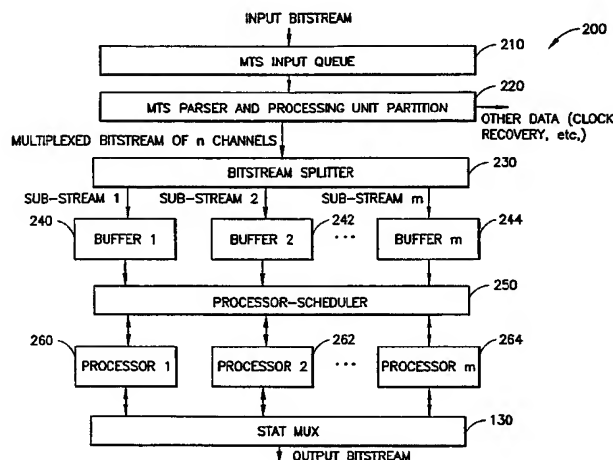 INPUT BITSTREAM
200
210
MTS INPUT QUEUE
220
MTS PARSER AND PROCESSING UNIT PARTITION
OTHER DATA (CLOCK
RECOVERY, etc,)
MULTIPLEXED BITSTREAM OF n CHANNELS
230
BITSTREAM SPLITTER
SUB-STREAM 1
SUB-STREAM 2
SUB-STREAM m
240
242
244
BUFFER 1
BUFFER 2
...
BUFFER m
250
PROCESSOR-SCHEDULER
260
262
264
PROCESSOR 1
PROCESSOR 2
...
PROCESSOR m
130
STAT MUX
OUTPUT BITSTREAM